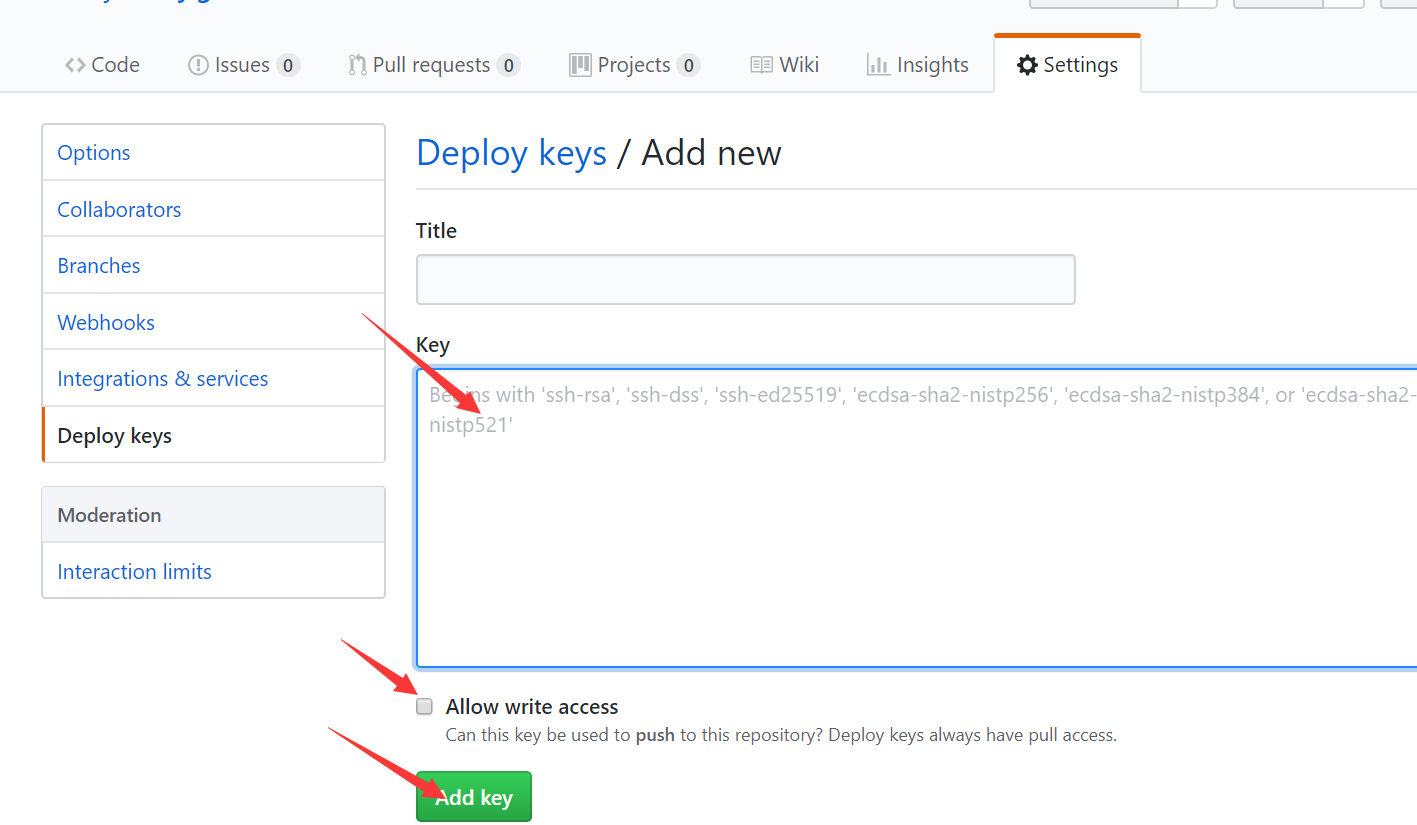 Code Issues 0 Pull requests 0 Projects 0 Wiki Insights Settings
Options
Collaborators
Branches
Webhooks
Integrations & services
Deploy keys
Moderation
Interaction limits
Deploy keys / Add new
Title
Key
Begins with 'ssh-rsa', 'ssh-dss', 'ssh-ed25519', 'ecdsa-sha2-nistp256', 'ecdsa-sha2-nistp384', or 'ecdsa-sha2-
nistp521'
Allow write access
Can this key be used to push to this repository? Deploy keys always have pull access.
Add key